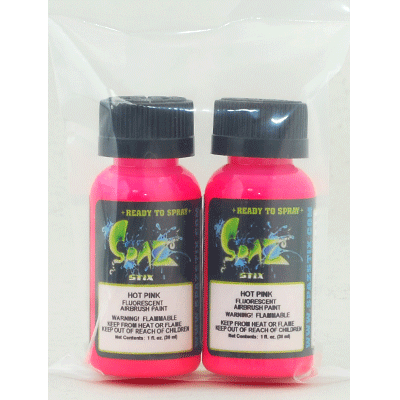 + READY TO SPRAY+
SPAZ
STIX
HOT PINK
FLUORESCENT
AIRBRUSH PAINT
WARNING! FLAMMABLE
KEEP FROM HEAT OR FLAME
KEEP OUT OF REACH OF CHILDREN
Net Contents: 1 fl. oz. (30 ml)
+ READY TO SPRAY+
SPAZ
STIX
HOT PINK
FLUORESCENT
AIRBRUSH PAINT
WARNING! FLAMMABLE
KEEP FROM HEAT OR FLAME
KEEP OUT OF REACH OF CHILDREN
Net Contents: 1 fl. oz. (30 ml)
WWW.SPAZSTIX.COM